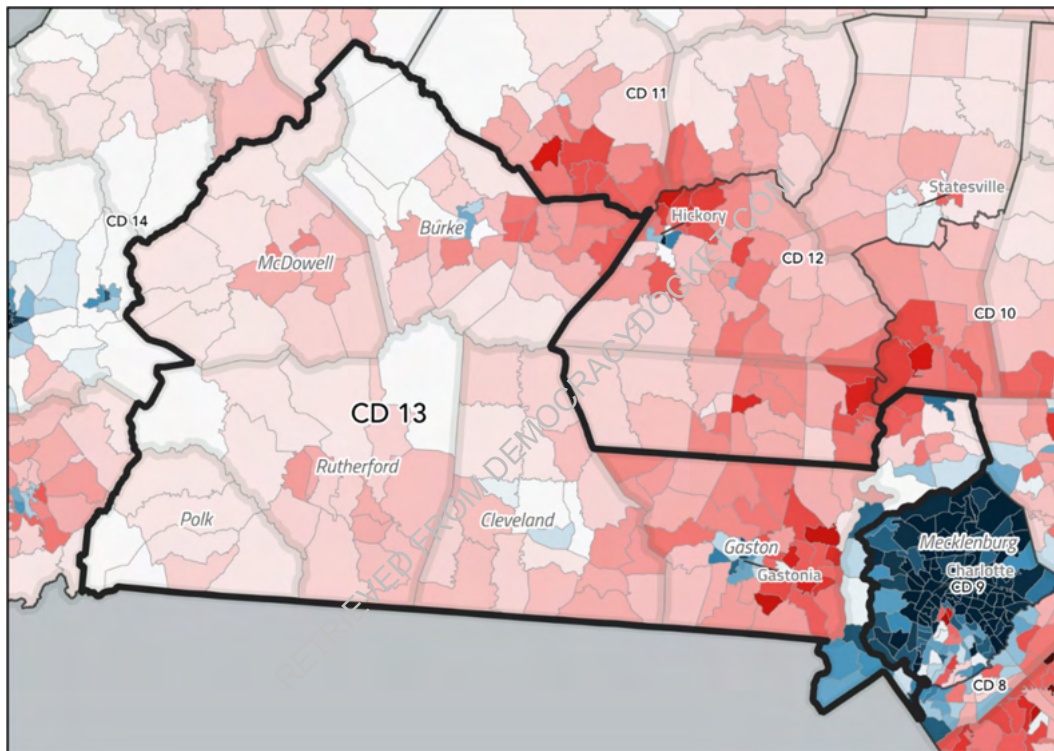 CD 11
Statesville
CD 14
Burke
Hickory
McDowell
CD 12
CD 10
CD 13
Rutherford
Polk
Cleveland
Gaston
Gastonia
Mecklenburg
Charlotte
CD 9
CD 8
RETRIEVED FROM DEMOCRACYDOCKET.COM